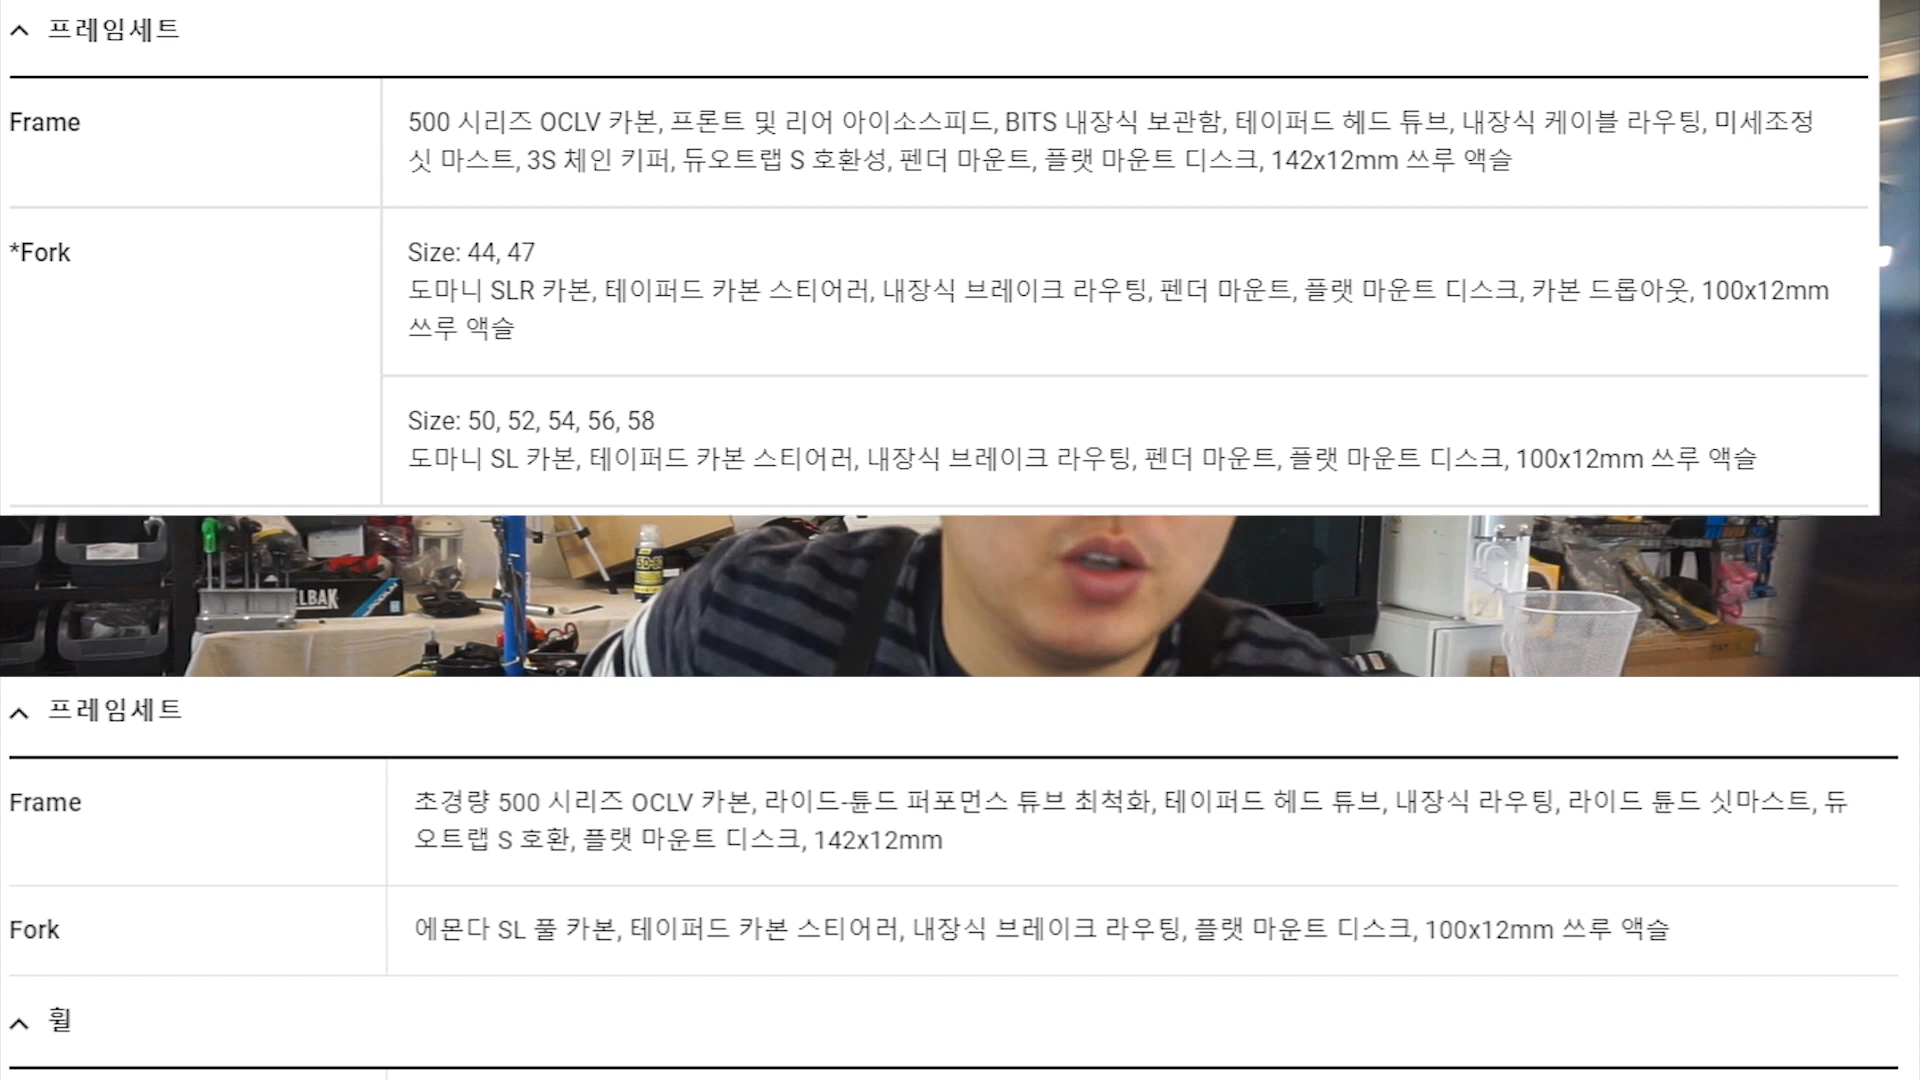 프레임세트
Frame
500 시리즈 OCLV 카본, 프론트 및 리어 아이소스피드, BITS 내장식 보관함, 테이퍼드 헤드 튜브, 내장식 케이블 라우팅, 미세조정
싯 마스트, 3S 체인 키퍼, 듀오트랩 S 호환성, 펜더 마운트, 플랫 마운트 디스크, 142x12mm 쓰루 액슬
*Fork
Size: 44, 47
도마니 SLR 카본, 테이퍼드 카본 스티어러, 내장식 브레이크 라우팅, 펜더 마운트, 플랫 마운트 디스크, 카본 드롭아웃, 100x12mm
쓰루 액슬
Size: 50, 52, 54, 56, 58
도마니 SL 카본, 테이퍼드 카본 스티어러, 내장식 브레이크 라우팅, 펜더 마운트, 플랫 마운트 디스크, 100x12mm 쓰루 액슬
LBAK
프레임세트
Frame
초경량 500 시리즈 OCLV 카본, 라이드-튠드 퍼포먼스 튜브 최적화, 테이퍼드 헤드 튜브, 내장식 라우팅, 라이드 튠드 싯마스트, 듀
오트랩 S 호환, 플랫 마운트 디스크, 142x12mm
Fork
에몬다 SL 풀 카본, 테이퍼드 카본 스티어러, 내장식 브레이크 라우팅, 플랫 마운트 디스크, 100x12mm 쓰루 액슬
휠